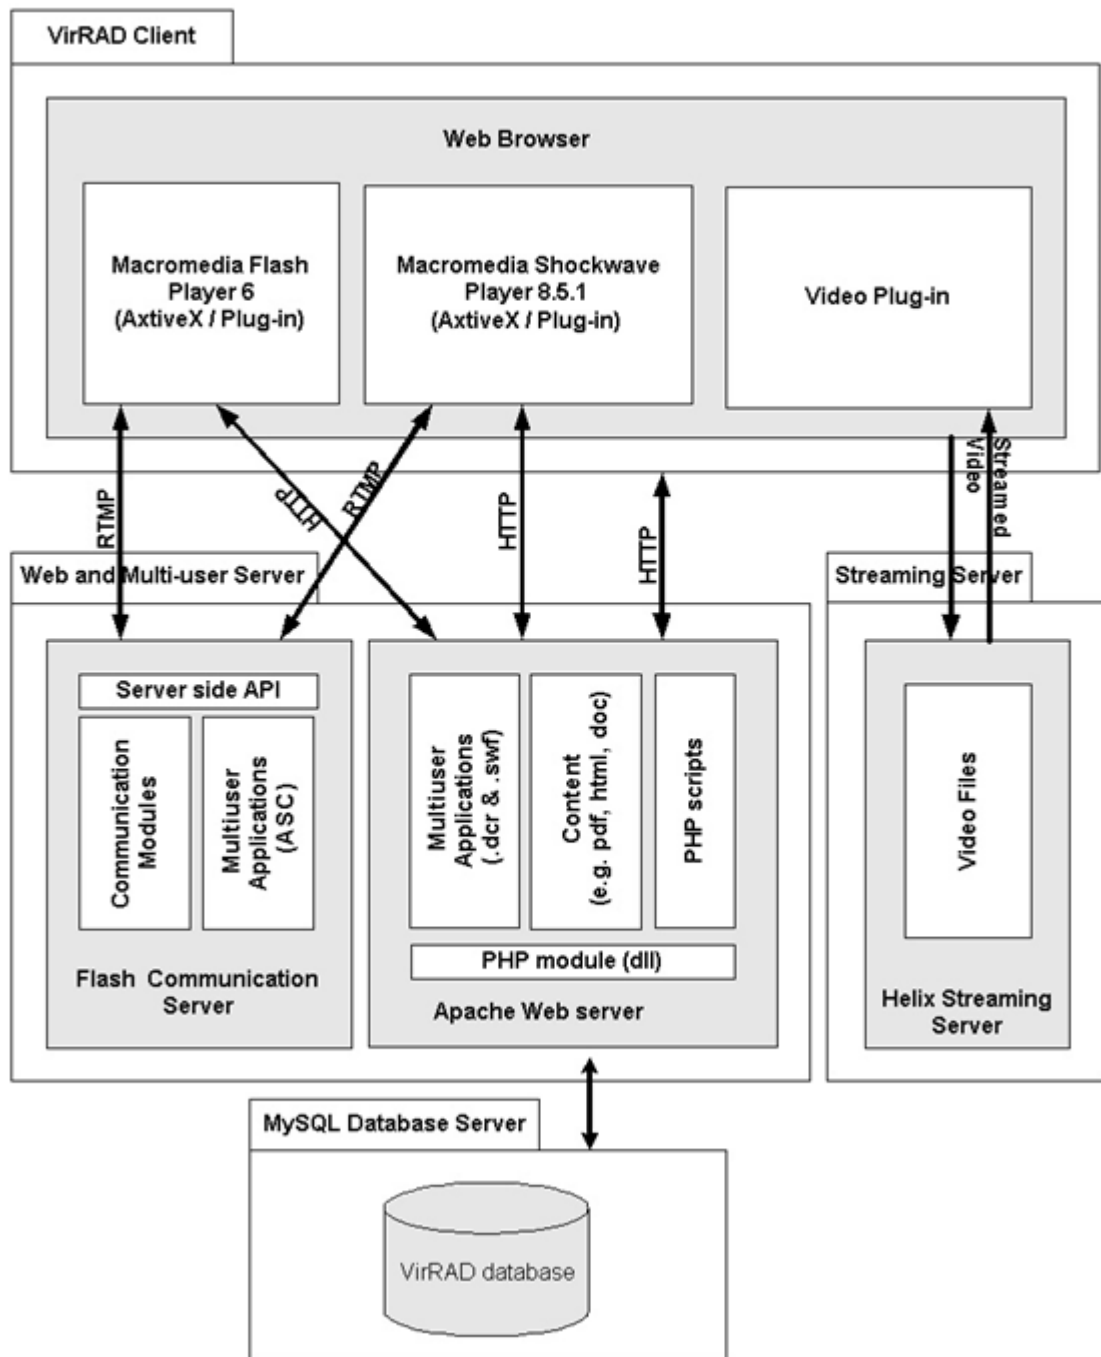 VirRAD Client
Web Browser
Macromedia Flash
Player 6
(AxtiveX / Plug-in)
Macromedia Shockwave
Player 8.5.1
(AxtiveX / Plug-in)
Video Plug-in
RTMP
HTTP
RTMP
HTTP
HTTP
Streamed
Video
Web and Multi-user Server
Streaming Server
Server side API
Communication
Modules
Multiuser
Applications
(ASC)
Flash Communication
Server
Multiuser
Applications
(.dcr & .swf)
Content
(e.g. pdf, html, doc)
PHP scripts
PHP module (dll)
Apache Web server
Video Files
Helix Streaming
Server
MySQL Database Server
VirRAD database